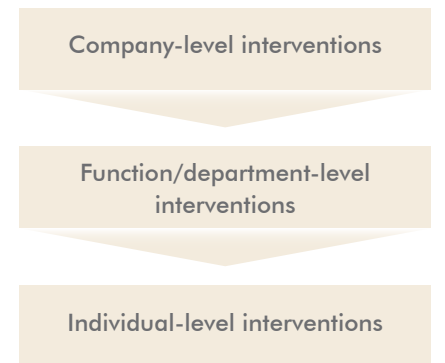 Company-level interventions
Function/department-level
interventions
Individual-level interventions